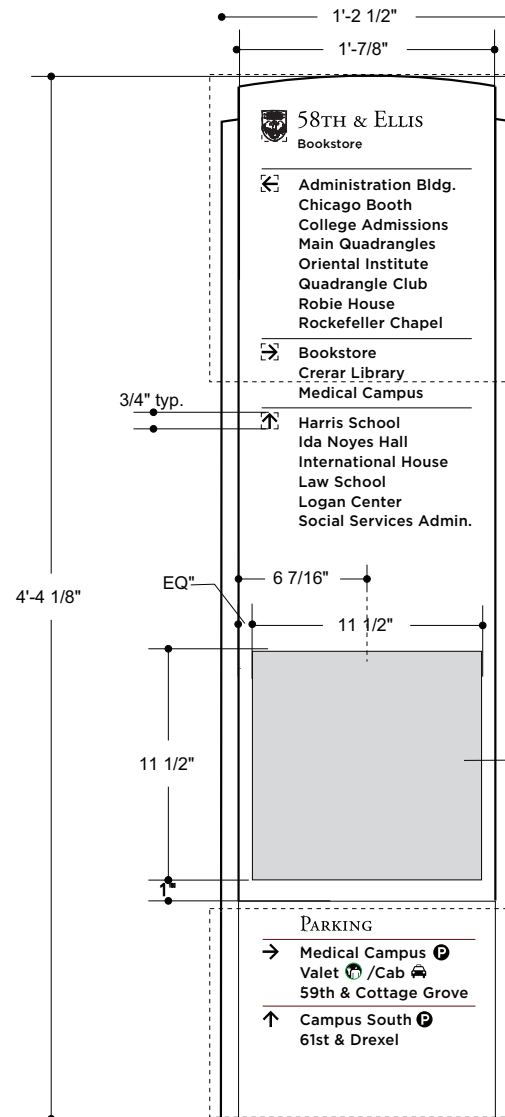 1'-2 1/2"
1'-7/8"
58TH & ELLIS
Bookstore
← Administration Bldg.
Chicago Booth
College Admissions
Main Quadrangles
Oriental Institute
Quadrangle Club
Robie House
Rockefeller Chapel
→ Bookstore
Crerar Library
Medical Campus
3/4" typ.
↑ Harris School
Ida Noyes Hall
International House
Law School
Logan Center
Social Services Admin.
EQ"
6 7/16"
4'-4 1/8"
11 1/2"
11 1/2"
1"
PARKING
→ Medical Campus P
Valet /Cab
59th & Cottage Grove
↑ Campus South P
61st & Drexel